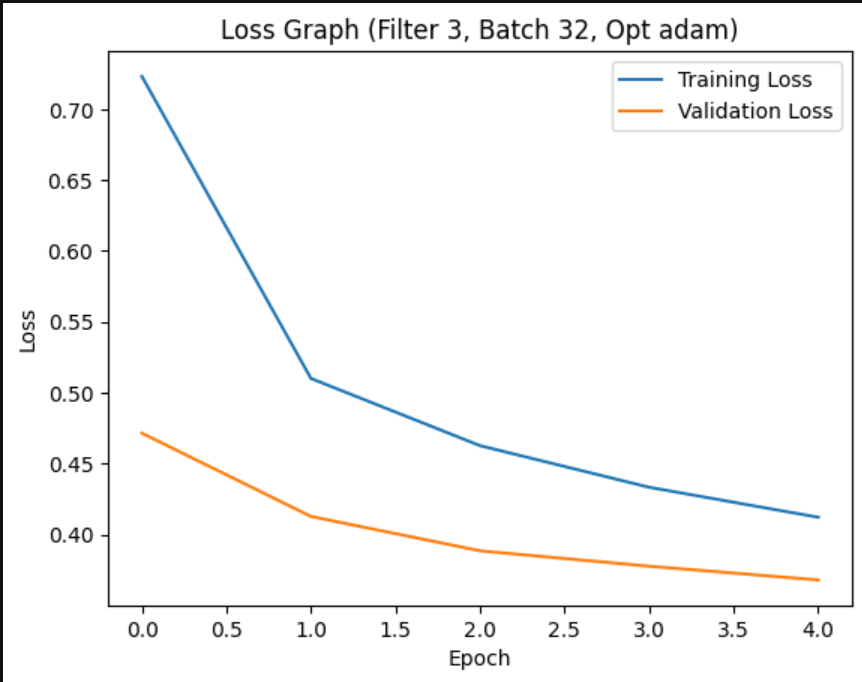 Loss Graph (Filter 3, Batch 32, Opt adam)
Training Loss
Validation Loss
0.70
0.65
0.60
0.55
0.50
0.45
0.40
Loss
0.0 0.5 1.0 1.5 2.0 2.5 3.0 3.5 4.0
Epoch